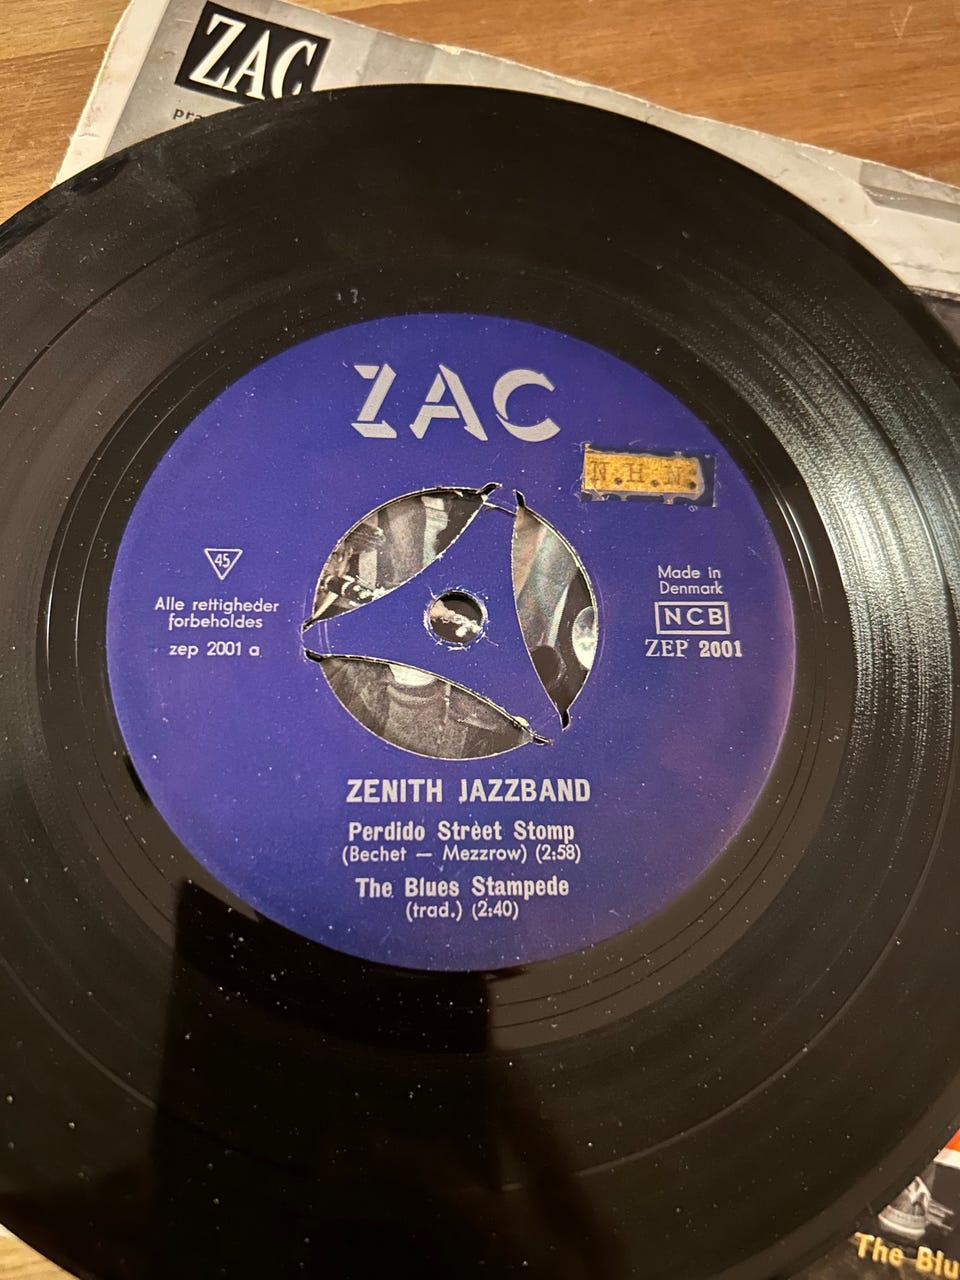 ZAC
ZAC
N.H.N.
45
Alle rettigheder
forbeholdes
zep 2001 a
Made in
Denmark
NCB
ZEP 2001
ZENITH JAZZBAND
Perdido Street Stomp
(Bechet — Mezzrow) (2:58)
The Blues Stampede
(trad.) (2:40)
The Blu